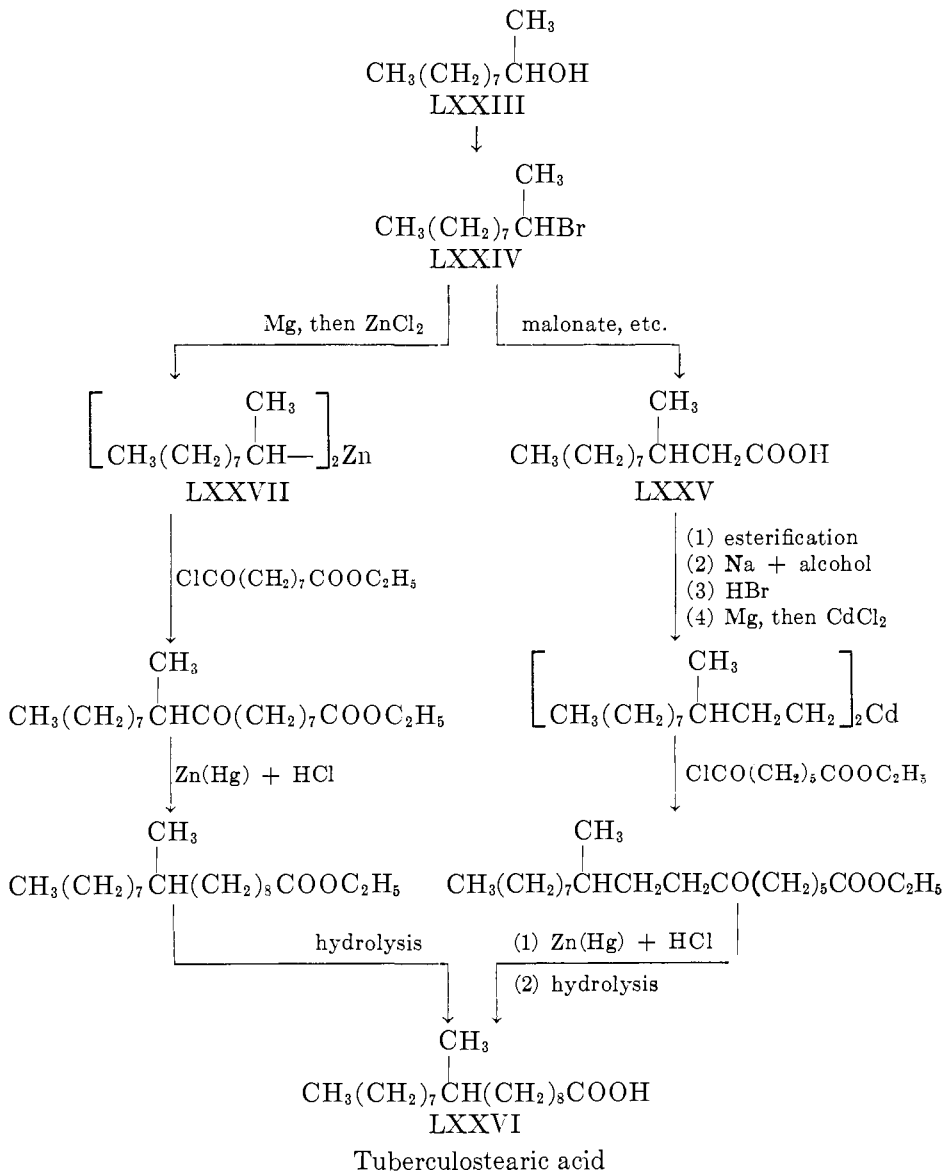 CH₃
CH₃(CH₂)₇CHOH
LXXIII
CH₃
CH₃(CH₂)₇CHBr
LXXIV
Mg, then ZnCl₂
malonate, etc.
CH₃
[CH₃(CH₂)₇CH—]₂Zn
LXXVII
CH₃
CH₃(CH₂)₇CHCH₂COOH
LXXV
ClCO(CH₂)₇COOC₂H₅
(1) esterification
(2) Na + alcohol
(3) HBr
(4) Mg, then CdCl₂
CH₃
CH₃(CH₂)₇CHCO(CH₂)₇COOC₂H₅
CH₃
[CH₃(CH₂)₇CHCH₂CH₂]₂Cd
Zn(Hg) + HCl
ClCO(CH₂)₅COOC₂H₅
CH₃
CH₃(CH₂)₇CH(CH₂)₈COOC₂H₅
CH₃
CH₃(CH₂)₇CHCH₂CH₂CO(CH₂)₅COOC₂H₅
hydrolysis
(1) Zn(Hg) + HCl
(2) hydrolysis
CH₃
CH₃(CH₂)₇CH(CH₂)₈COOH
LXXVI
Tuberculostearic acid